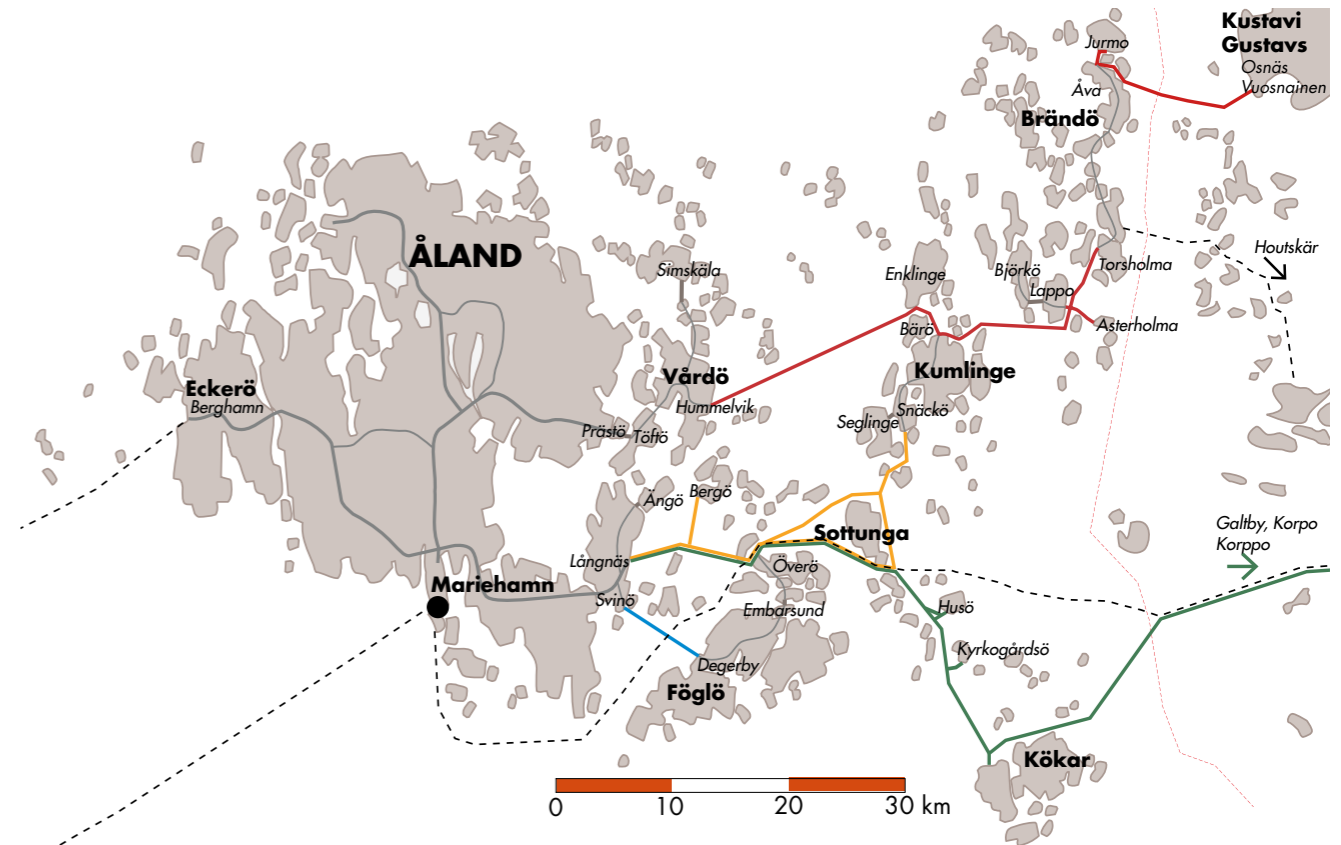 Kustavi
Gustavs
Osnäs
Vuosnainen
Jurmo
Åva
Brändö
Houtskär
ÅLAND
Simskäla
Enklinge
Björkö
Torsholma
Lappo
Bärö
Asterholma
Vårdö
Kumlinge
Eckerö
Berghamn
Hummelvik
Snäckö
Seglinge
Prästö
Töftö
Ängö
Bergö
Sottunga
Galtby, Korpo
Korppo
Långnäs
Överö
Mariehamn
Svinö
Embarsund
Husö
Kyrkogårdsö
Degerby
Föglö
Kökar
0 10 20 30 km